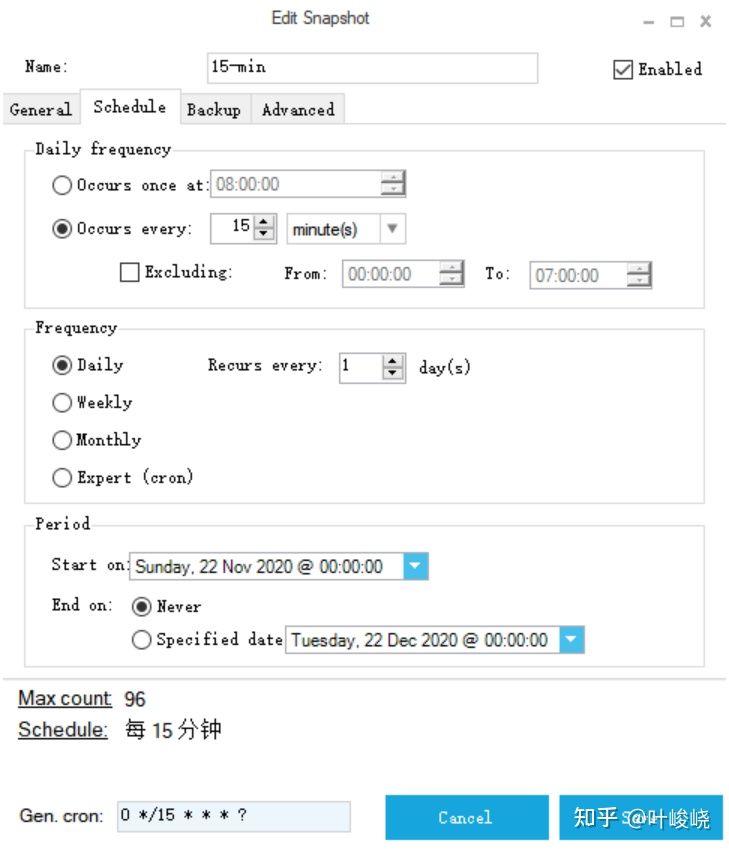 Edit Snapshot
Name: 15-min Enabled
General Schedule Backup Advanced
Daily frequency
Occurs once at: 08:00:00
Occurs every: 15 minute(s)
Excluding: From: 00:00:00 To: 07:00:00
Frequency
Daily Recurs every: 1 day(s)
Weekly
Monthly
Expert (cron)
Period
Start on: Sunday, 22 Nov 2020 @ 00:00:00
End on: Never
Specified date Tuesday, 22 Dec 2020 @ 00:00:00
Max count: 96
Schedule: 每 15 分钟
Gen. cron: 0 */15 * * * ? Cancel
知乎 @叶峻峣